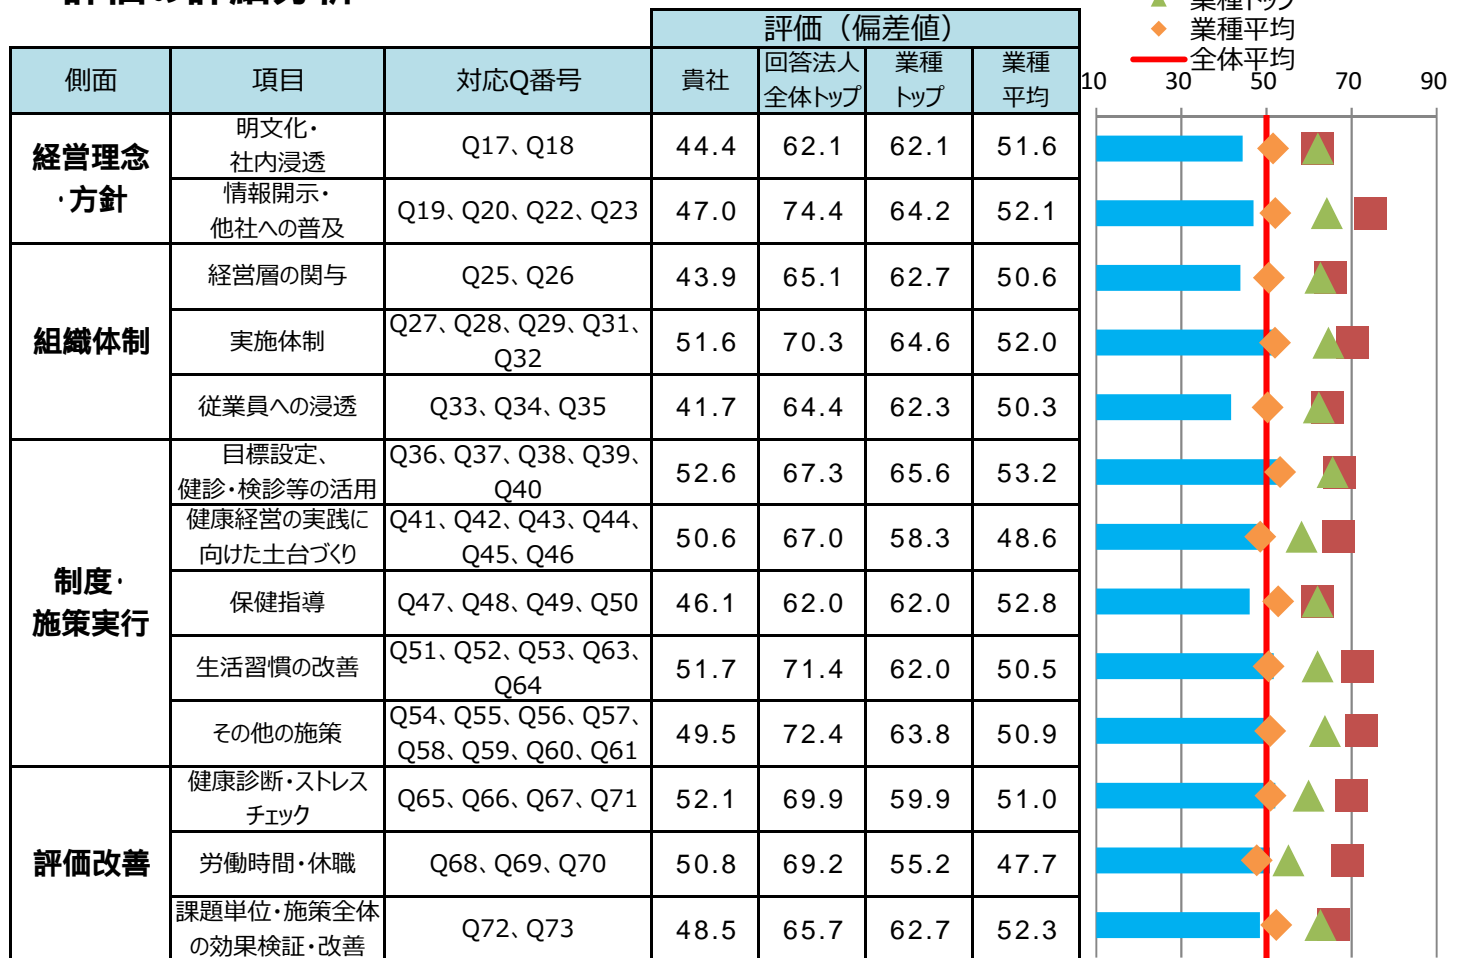 評価の詳細分析
業種トップ
業種平均
全体平均
10 30 50 70 90
評価（偏差値）
側面 項目 対応Q番号 貴社 回答法人 業種 業種
全体トップ トップ 平均
経営理念
・方針
明文化・
社内浸透
Q17、Q18 44.4 62.1 62.1 51.6
情報開示・
他社への普及
Q19、Q20、Q22、Q23 47.0 74.4 64.2 52.1
組織体制
経営層の関与 Q25、Q26 43.9 65.1 62.7 50.6
実施体制
Q27、Q28、Q29、Q31、
Q32
51.6 70.3 64.6 52.0
従業員への浸透 Q33、Q34、Q35 41.7 64.4 62.3 50.3
制度・
施策実行
目標設定、
健診・検診等の活用
Q36、Q37、Q38、Q39、
Q40
52.6 67.3 65.6 53.2
健康経営の実践に
向けた土台づくり
Q41、Q42、Q43、Q44、
Q45、Q46
50.6 67.0 58.3 48.6
保健指導 Q47、Q48、Q49、Q50 46.1 62.0 62.0 52.8
生活習慣の改善
Q51、Q52、Q53、Q63、
Q64
51.7 71.4 62.0 50.5
その他の施策
Q54、Q55、Q56、Q57、
Q58、Q59、Q60、Q61
49.5 72.4 63.8 50.9
評価改善
健康診断・ストレス
チェック
Q65、Q66、Q67、Q71 52.1 69.9 59.9 51.0
労働時間・休職 Q68、Q69、Q70 50.8 69.2 55.2 47.7
課題単位・施策全体
の効果検証・改善
Q72、Q73 48.5 65.7 62.7 52.3